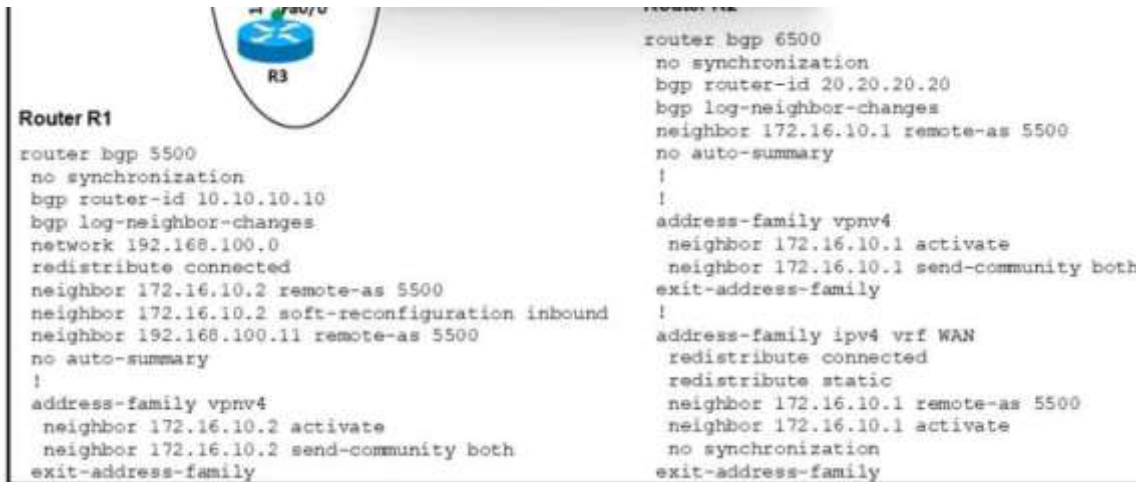 R3
Router R1
router bgp 5500
no synchronization
bgp router-id 10.10.10.10
bgp log-neighbor-changes
network 192.168.100.0
redistribute connected
neighbor 172.16.10.2 remote-as 5500
neighbor 172.16.10.2 soft-reconfiguration inbound
neighbor 192.168.100.11 remote-as 5500
no auto-summary
!
address-family vpnv4
neighbor 172.16.10.2 activate
neighbor 172.16.10.2 send-community both
exit-address-family
router bgp 6500
no synchronization
bgp router-id 20.20.20.20
bgp log-neighbor-changes
neighbor 172.16.10.1 remote-as 5500
no auto-summary
!
!
address-family vpnv4
neighbor 172.16.10.1 activate
neighbor 172.16.10.1 send-community both
exit-address-family
!
address-family ipv4 vrf WAN
redistribute connected
redistribute static
neighbor 172.16.10.1 remote-as 5500
neighbor 172.16.10.1 activate
no synchronization
exit-address-family